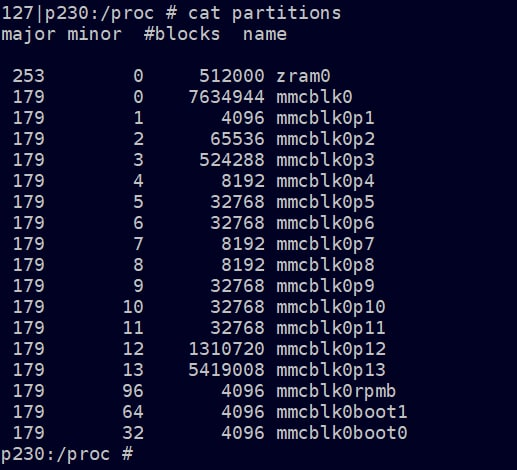 127|p230:/proc # cat partitions
major minor  #blocks  name
 253        0     512000 zram0
 179        0    7634944 mmcblk0
 179        1       4096 mmcblk0p1
 179        2      65536 mmcblk0p2
 179        3     524288 mmcblk0p3
 179        4       8192 mmcblk0p4
 179        5      32768 mmcblk0p5
 179        6      32768 mmcblk0p6
 179        7       8192 mmcblk0p7
 179        8       8192 mmcblk0p8
 179        9      32768 mmcblk0p9
 179       10      32768 mmcblk0p10
 179       11      32768 mmcblk0p11
 179       12    1310720 mmcblk0p12
 179       13    5419008 mmcblk0p13
 179       96       4096 mmcblk0rpmb
 179       64       4096 mmcblk0boot1
 179       32       4096 mmcblk0boot0
p230:/proc #